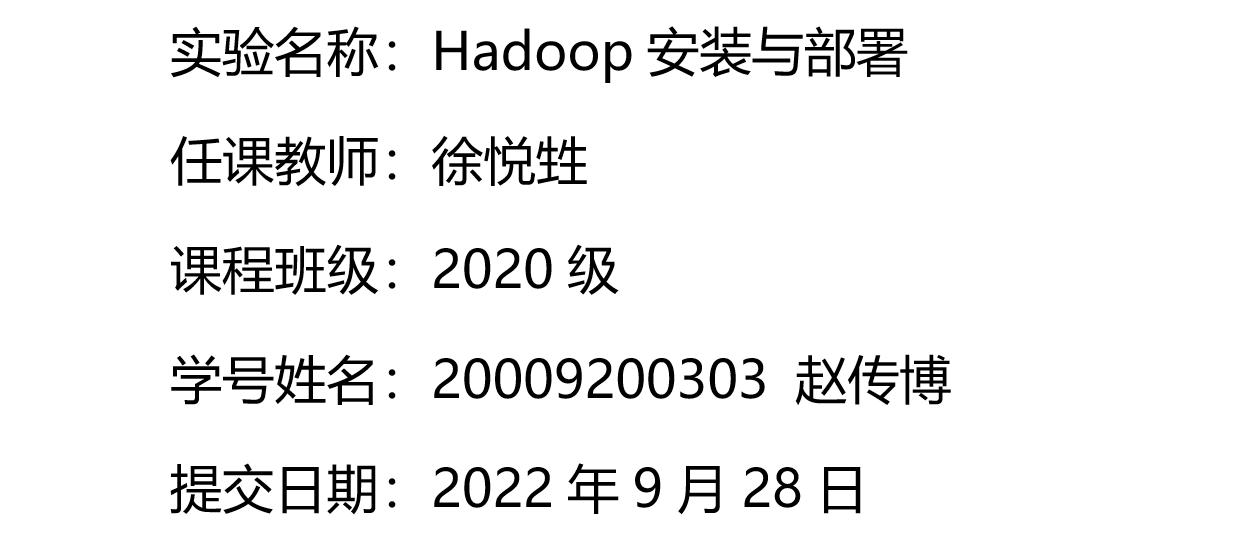 实验名称：Hadoop 安装与部署
任课教师：徐悦甡
课程班级：2020 级
学号姓名：20009200303 赵传博
提交日期：2022 年 9 月 28 日